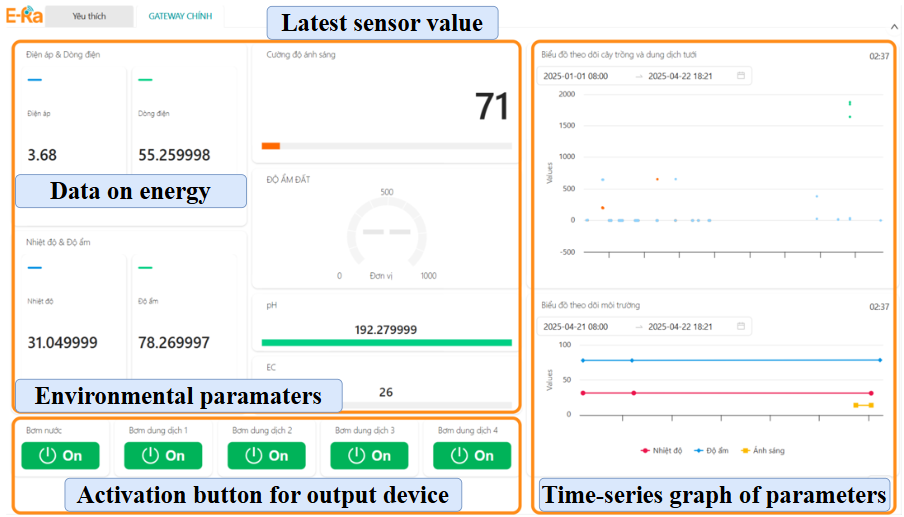 E-Ra
Yêu thích
GATEWAY CHÍNH
Latest sensor value
Điện áp & Dòng điện
Điện áp
Dòng điện
3.68
55.259998
Data on energy
Nhiệt độ & Độ ẩm
Nhiệt độ
Độ ẩm
31.049999
78.269997
Environmental paramaters
Cường độ ánh sáng
71
ĐỘ ẨM ĐẤT
500
0
Đơn vị
1000
pH
192.279999
EC
26
Bơm nước
Bơm dung dịch 1
Bơm dung dịch 2
Bơm dung dịch 3
Bơm dung dịch 4
On
On
On
On
On
Activation button for output device
Biểu đồ theo dõi cây trồng và dung dịch tưới
02:37
2025-01-01 08:00
2025-04-22 18:21
Values
2000
1500
1000
500
0
-500
Biểu đồ theo dõi môi trường
02:37
2025-04-21 08:00
2025-04-22 18:21
Values
100
50
0
Nhiệt độ
Độ ẩm
Ánh sáng
Time-series graph of parameters